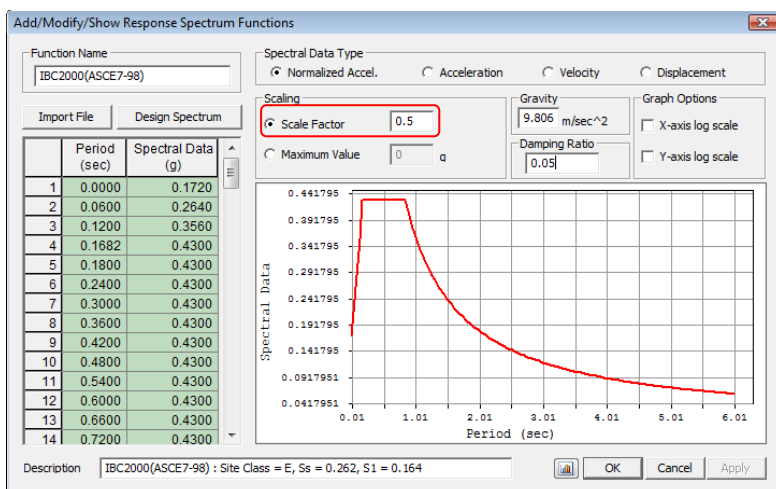 Add/Modify/Show Response Spectrum Functions
Function Name
IBC2000(ASCE7-98)
Import File
Design Spectrum
Period (sec) Spectral Data (g)
1 0.0000 0.1720
2 0.0600 0.2640
3 0.1200 0.3560
4 0.1682 0.4300
5 0.1800 0.4300
6 0.2400 0.4300
7 0.3000 0.4300
8 0.3600 0.4300
9 0.4200 0.4300
10 0.4800 0.4300
11 0.5400 0.4300
12 0.6000 0.4300
13 0.6600 0.4300
14 0.7200 0.4300
Spectral Data Type
Normalized Accel. Acceleration Velocity Displacement
Scaling
Scale Factor 0.5
Maximum Value 0 g
Gravity
9.806 m/sec^2
Damping Ratio
0.05
Graph Options
X-axis log scale
Y-axis log scale
Spectral Data
0.441795
0.391795
0.341795
0.291795
0.241795
0.191795
0.141795
0.0917951
0.0417951
0.01 1.01 2.01 3.01 4.01 5.01 6.01
Period (sec)
Description IBC2000(ASCE7-98) : Site Class = E, Ss = 0.262, S1 = 0.164
OK Cancel Apply